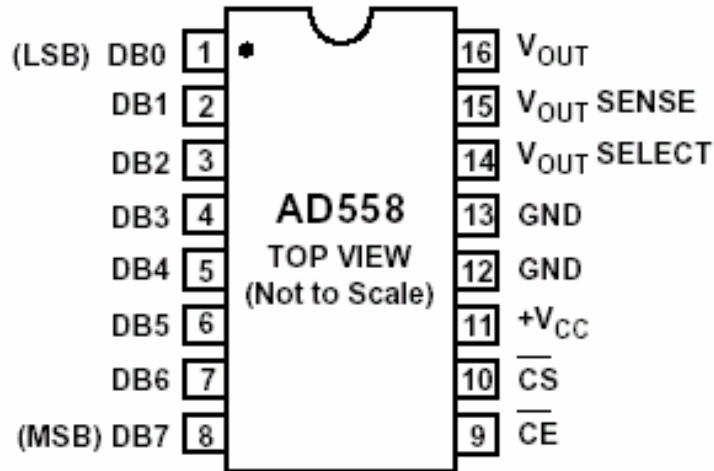 (LSB) DB0 1 16 VOUT
DB1 2 15 VOUT SENSE
DB2 3 14 VOUT SELECT
DB3 4 AD558 13 GND
DB4 5 TOP VIEW 12 GND
(Not to Scale)
DB5 6 11 +VCC
DB6 7 10 C̅S̅
(MSB) DB7 8 9 C̅E̅